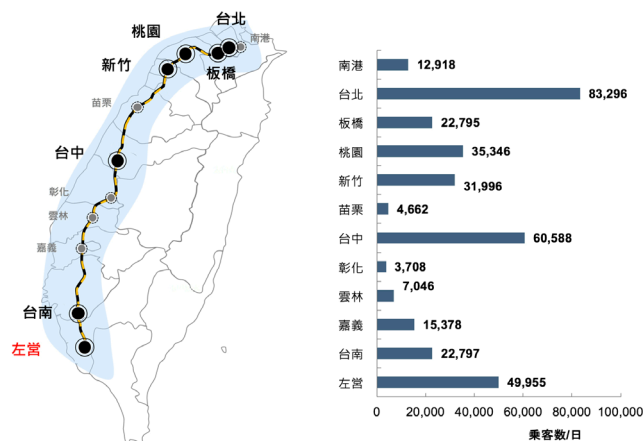 台北
南港
桃園
新竹
板橋
苗栗
台中
彰化
雲林
嘉義
台南
左営
南港 12,918
台北 83,296
板橋 22,795
桃園 35,346
新竹 31,996
苗栗 4,662
台中 60,588
彰化 3,708
雲林 7,046
嘉義 15,378
台南 22,797
左営 49,955
0 20,000 40,000 60,000 80,000 100,000
乗客数/日